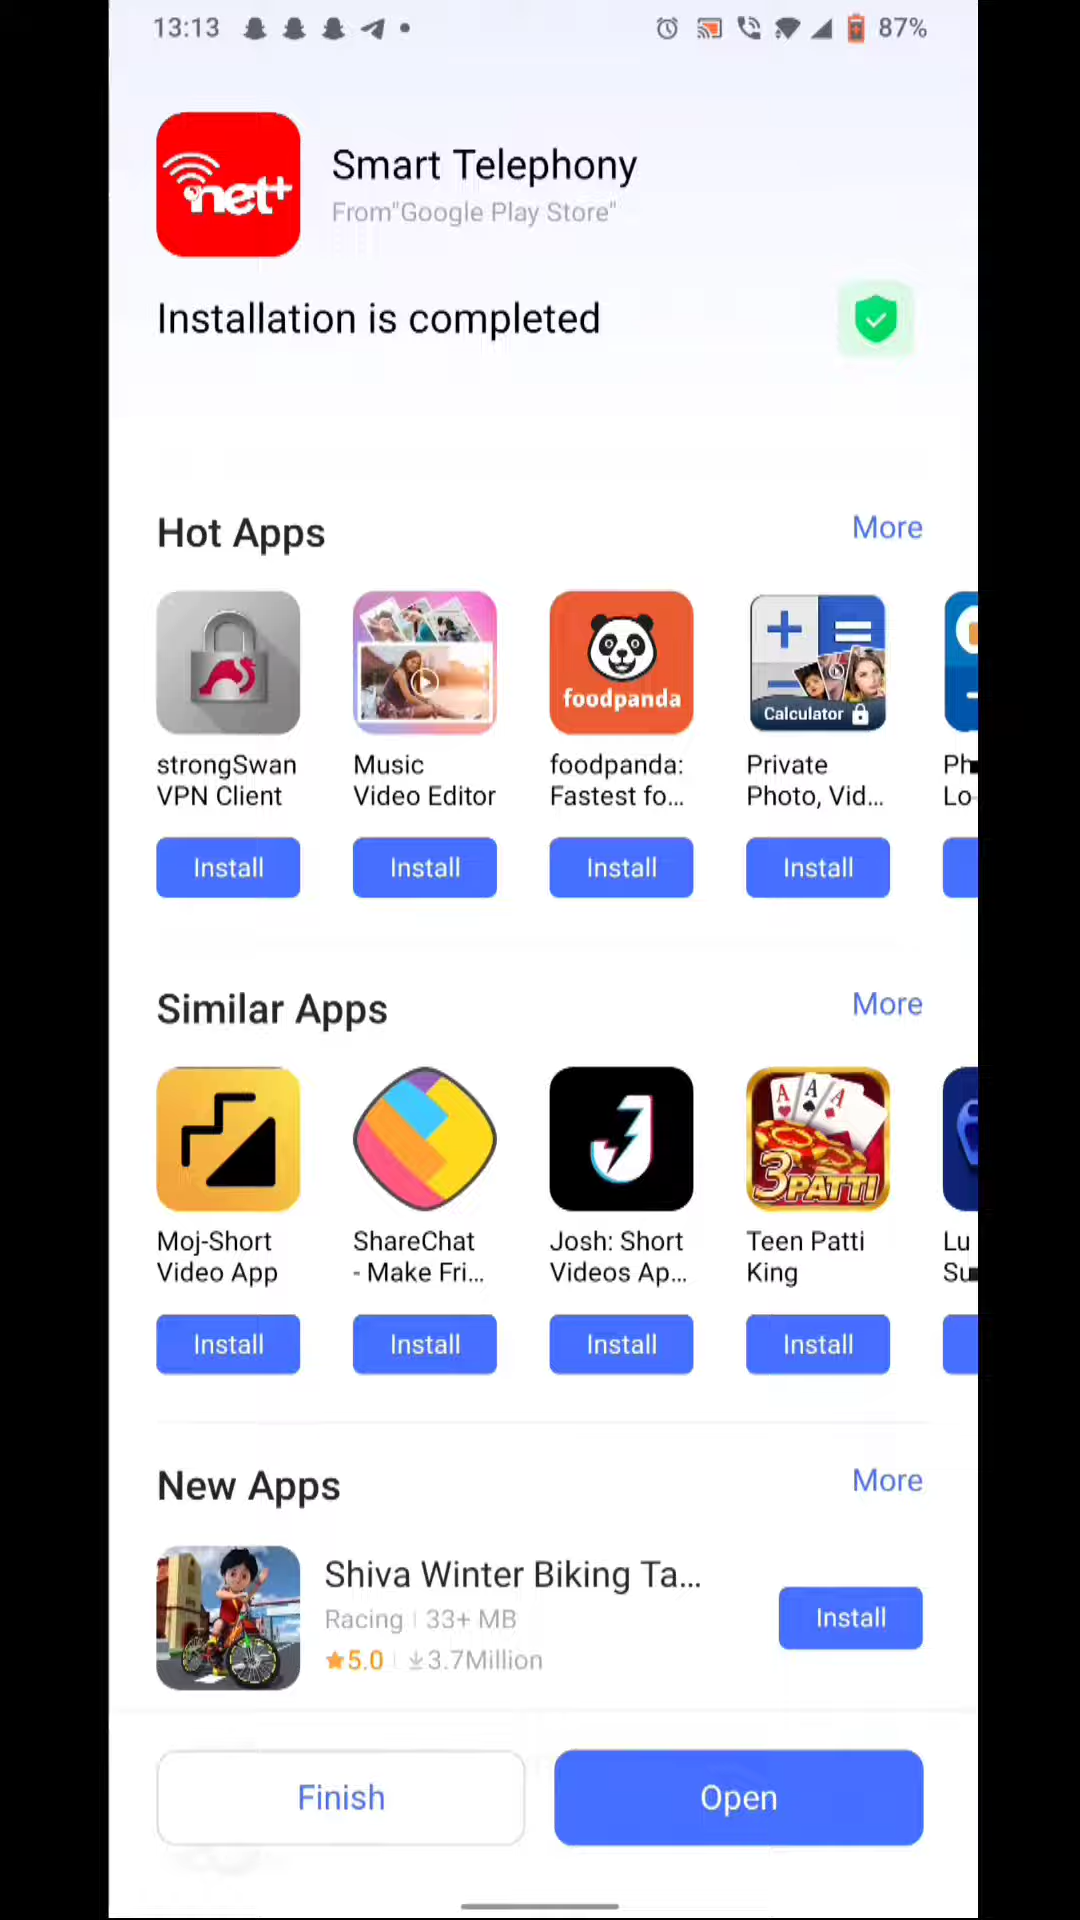 13:13
87%
net+
Smart Telephony
From"Google Play Store"
Installation is completed
Hot Apps
More
foodpanda
Calculator
strongSwan
VPN Client
Music
Video Editor
foodpanda:
Fastest fo...
Private
Photo, Vid...
Install
Install
Install
Install
Similar Apps
More
3PATTI
Moj-Short
Video App
ShareChat
- Make Fri...
Josh: Short
Videos Ap...
Teen Patti
King
Lu
Install
Install
Install
Install
New Apps
More
Shiva Winter Biking Ta...
Racing | 33+ MB
5.0 | 3.7Million
Install
Finish
Open